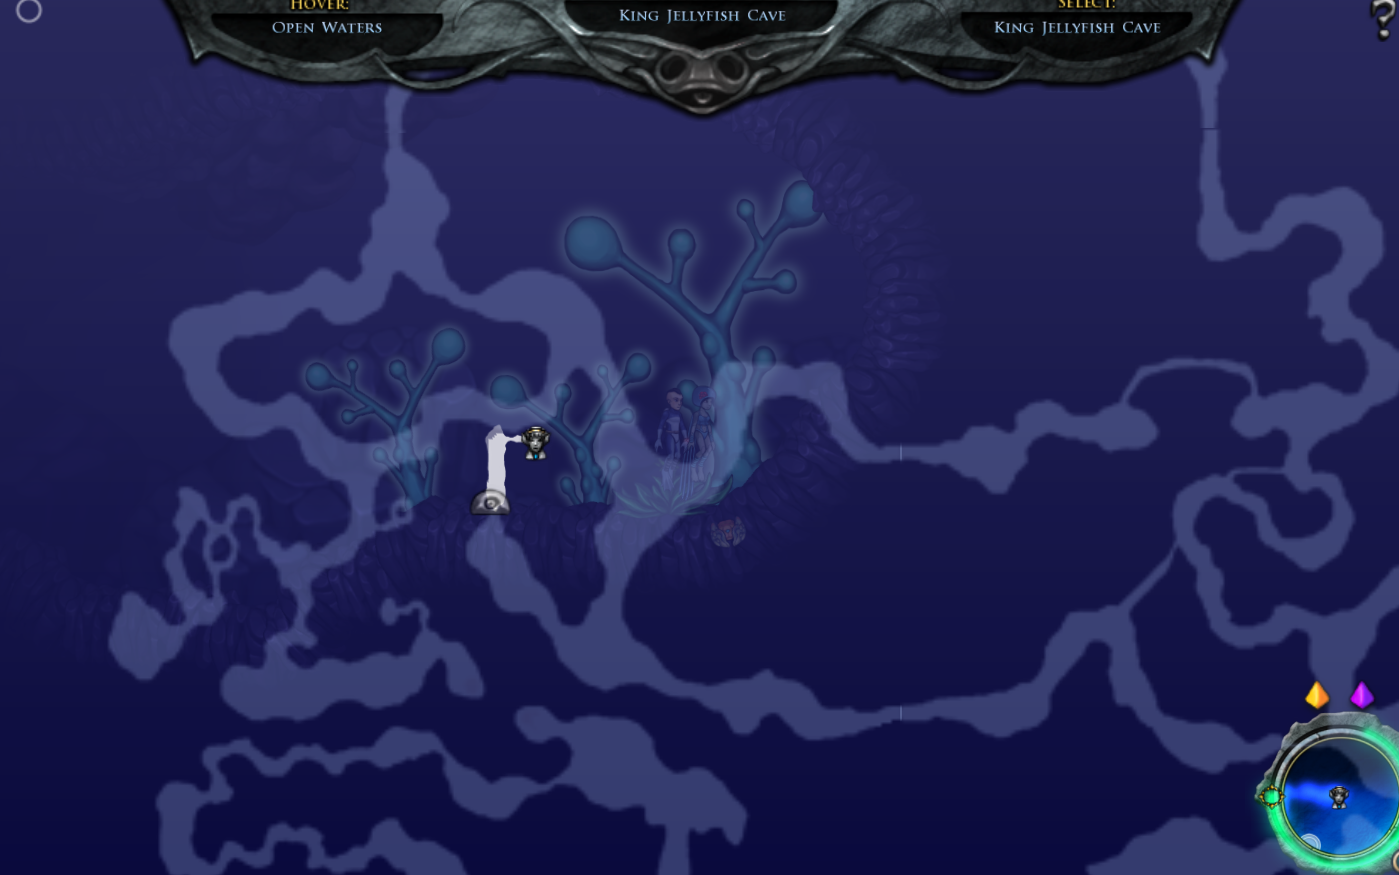 HOVER:
OPEN WATERS
KING JELLYFISH CAVE
SELECT:
KING JELLYFISH CAVE
?